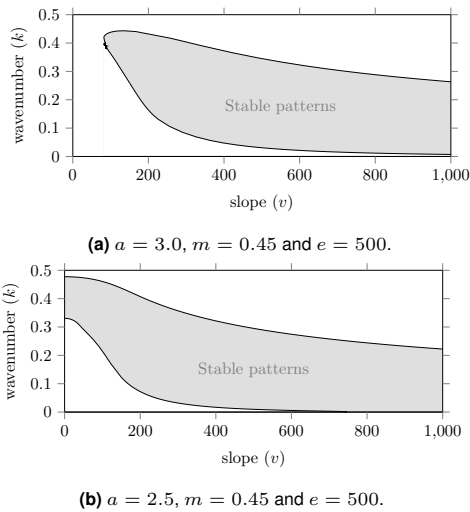 0.5
0.4
0.3
0.2
0.1
0
wavenumber (k)
Stable patterns
0 200 400 600 800 1,000
slope (v)
(a) a = 3.0, m = 0.45 and e = 500.
0.5
0.4
0.3
0.2
0.1
0
wavenumber (k)
Stable patterns
0 200 400 600 800 1,000
slope (v)
(b) a = 2.5, m = 0.45 and e = 500.